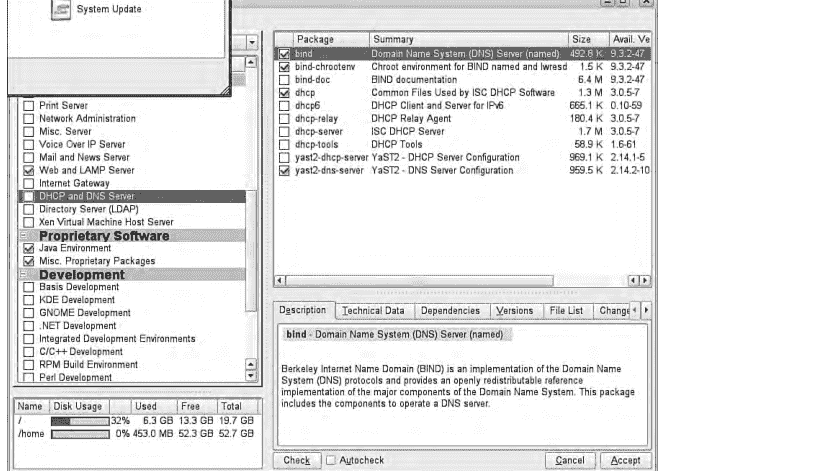 System Update
Print Server
Network Administration
Misc. Server
Voice Over IP Server
Mail and News Server
Web and LAMP Server
Internet Gateway
DHCP and DNS Server
Directory Server (LDAP)
Xen Virtual Machine Host Server
Proprietary Software
Java Environment
Misc. Proprietary Packages
Development
Basis Development
KDE Development
GNOME Development
.NET Development
Integrated Development Environments
C/C++ Development
RPM Build Environment
Perl Development
Name Disk Usage Used Free Total
/ 32% 6.3 GB 13.3 GB 19.7 GB
/home 0% 453.0 MB 52.3 GB 52.7 GB
Package Summary Size Avail. Ve
bind Domain Name System (DNS) Server (named) 492.8 K 9.3.2-47
bind-chrootenv Chroot environment for BIND named and lwresd 1.5 K 9.3.2-47
bind-doc BIND documentation 6.4 M 9.3.2-47
dhcp Common Files Used by ISC DHCP Software 1.3 M 3.0.5-7
dhcp6 DHCP Client and Server for IPv6 665.1 K 0.10-59
dhcp-relay DHCP Relay Agent 180.4 K 3.0.5-7
dhcp-server ISC DHCP Server 1.7 M 3.0.5-7
dhcp-tools DHCP Tools 58.9 K 1.6-61
yast2-dhcp-server YaST2 - DHCP Server Configuration 969.1 K 2.14.1-5
yast2-dns-server YaST2 - DNS Server Configuration 959.5 K 2.14.2-10
Description Technical Data Dependencies Versions File List Change
bind - Domain Name System (DNS) Server (named)
Berkeley Internet Name Domain (BIND) is an implementation of the Domain Name
System (DNS) protocols and provides an openly redistributable reference
implementation of the major components of the Domain Name System. This package
includes the components to operate a DNS server.
Check Autocheck Cancel Accept